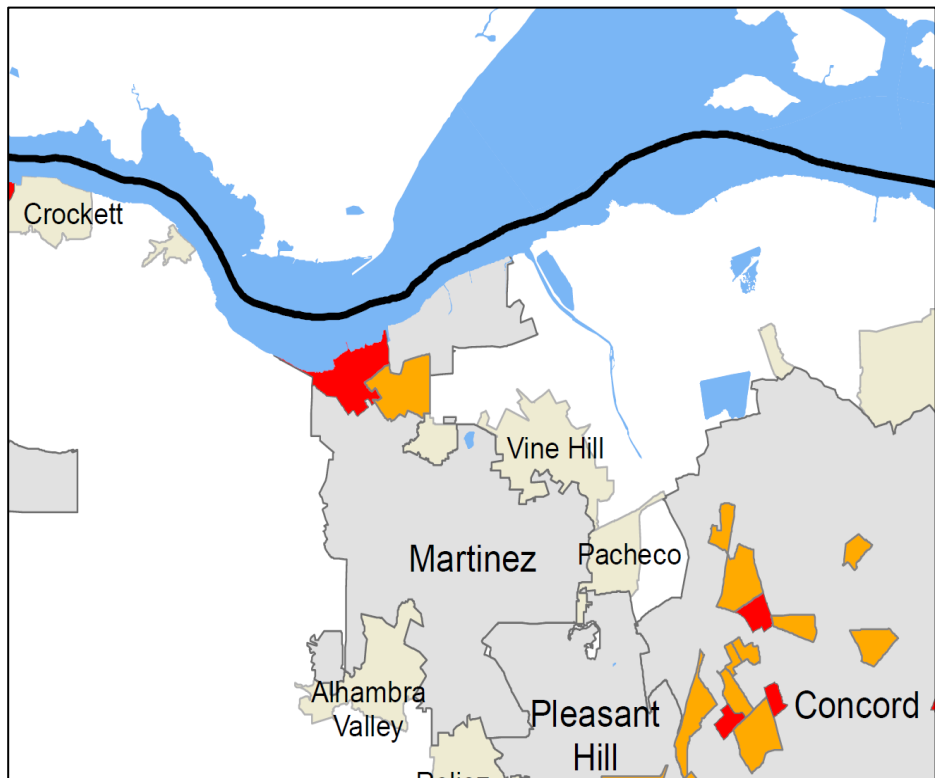 Crockett
Vine Hill
Martinez
Pacheco
Alhambra
Valley
Pleasant
Hill
Concord